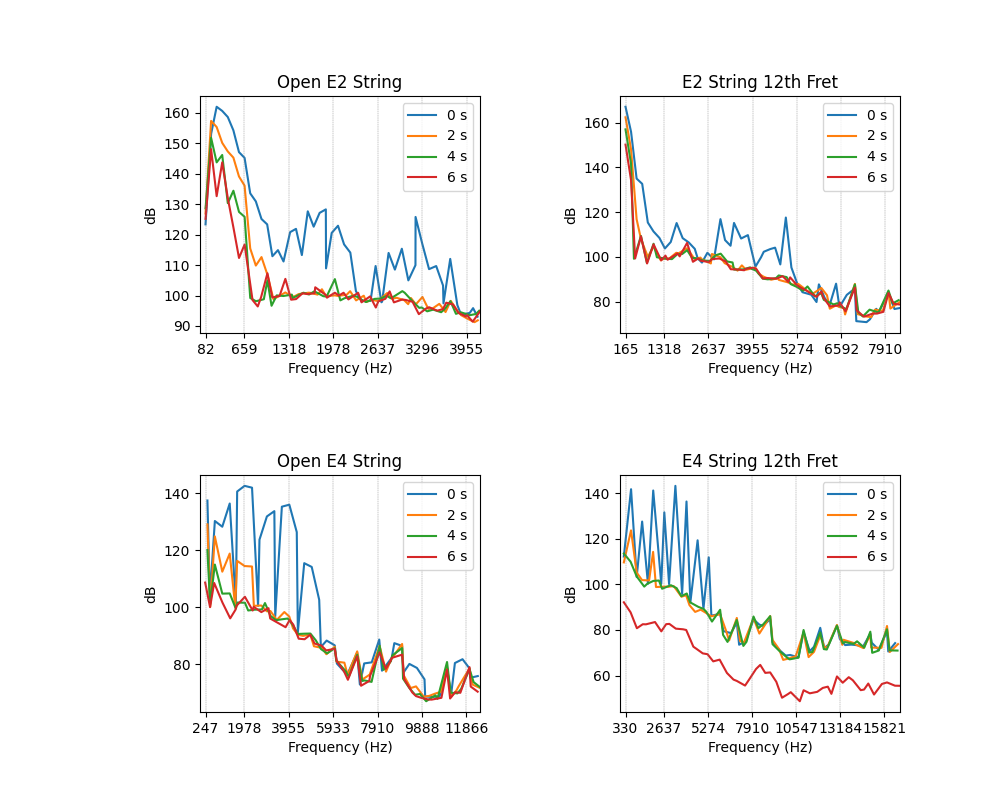 Open E2 String
dB
160
150
140
130
120
110
100
90
0 s
2 s
4 s
6 s
82 659 1318 1978 2637 3296 3955
Frequency (Hz)
E2 String 12th Fret
dB
160
140
120
100
80
0 s
2 s
4 s
6 s
165 1318 2637 3955 5274 6592 7910
Frequency (Hz)
Open E4 String
dB
140
120
100
80
0 s
2 s
4 s
6 s
247 1978 3955 5933 7910 9888 11866
Frequency (Hz)
E4 String 12th Fret
dB
140
120
100
80
60
0 s
2 s
4 s
6 s
330 2637 5274 7910 10547 13184 15821
Frequency (Hz)